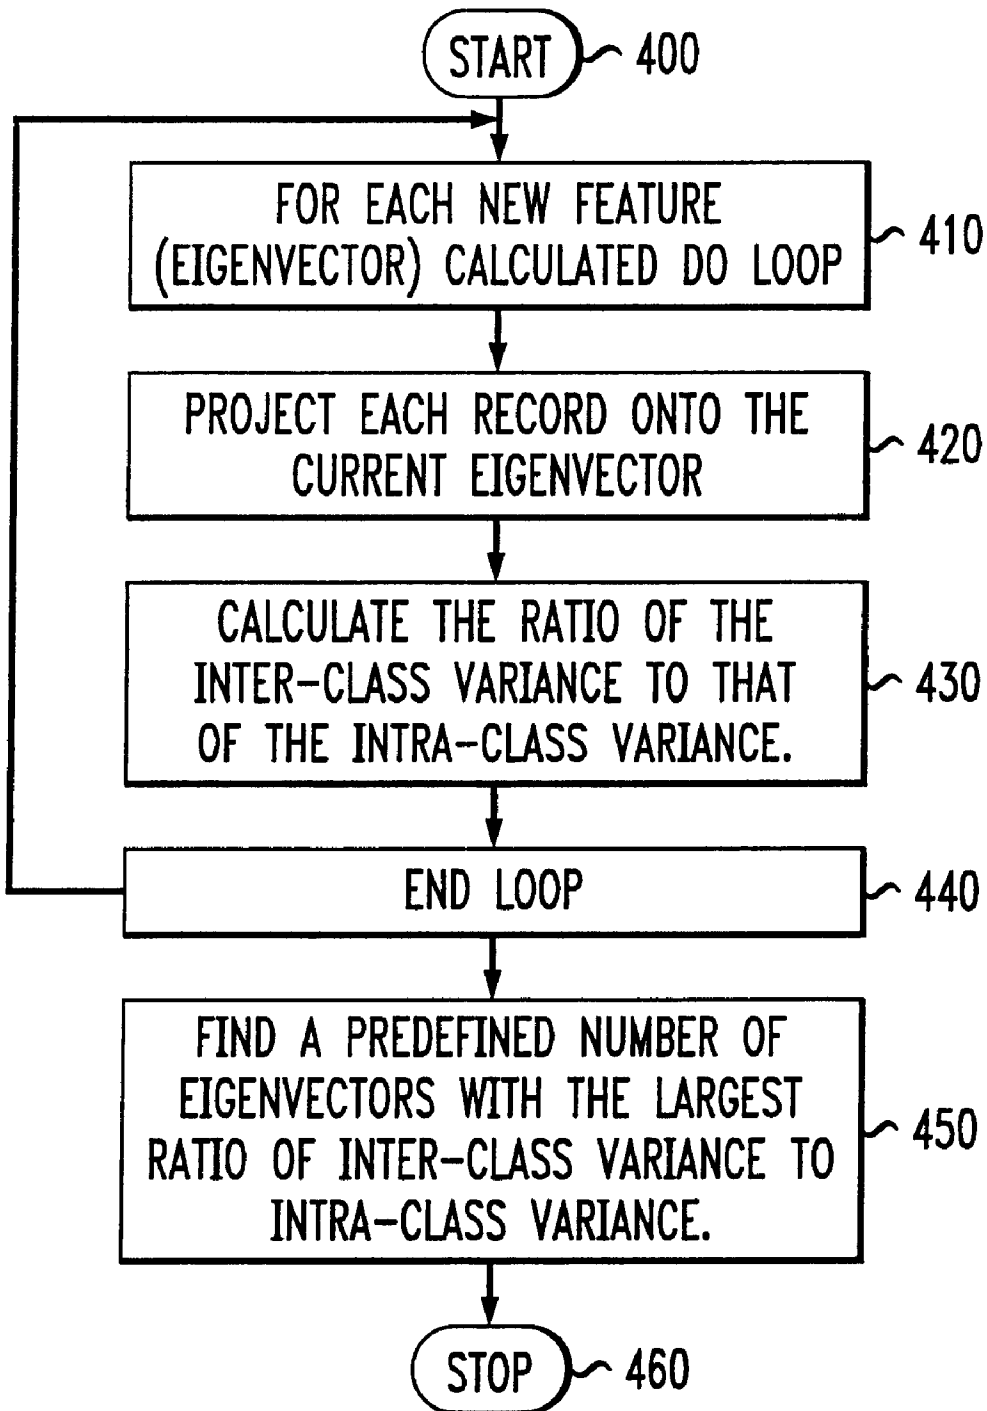 START 400
FOR EACH NEW FEATURE
(EIGENVECTOR) CALCULATED DO LOOP
410
PROJECT EACH RECORD ONTO THE
CURRENT EIGENVECTOR
420
CALCULATE THE RATIO OF THE
INTER-CLASS VARIANCE TO THAT
OF THE INTRA-CLASS VARIANCE.
430
END LOOP
440
FIND A PREDEFINED NUMBER OF
EIGENVECTORS WITH THE LARGEST
RATIO OF INTER-CLASS VARIANCE TO
INTRA-CLASS VARIANCE.
450
STOP 460